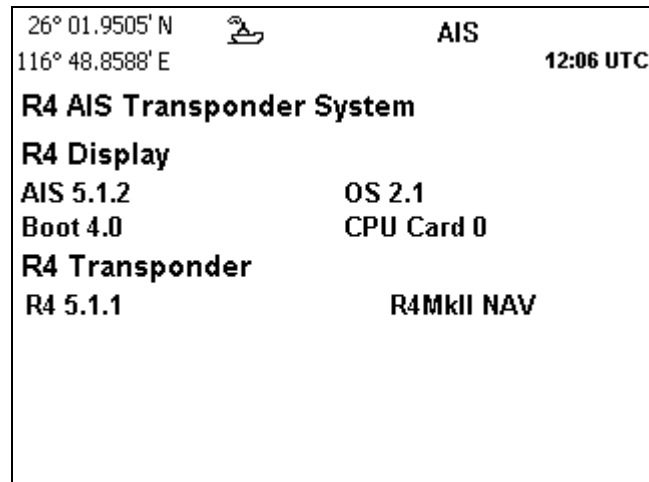 26° 01.9505' N AIS
116° 48.8588' E 12:06 UTC
R4 AIS Transponder System
R4 Display
AIS 5.1.2 OS 2.1
Boot 4.0 CPU Card 0
R4 Transponder
R4 5.1.1 R4MkII NAV